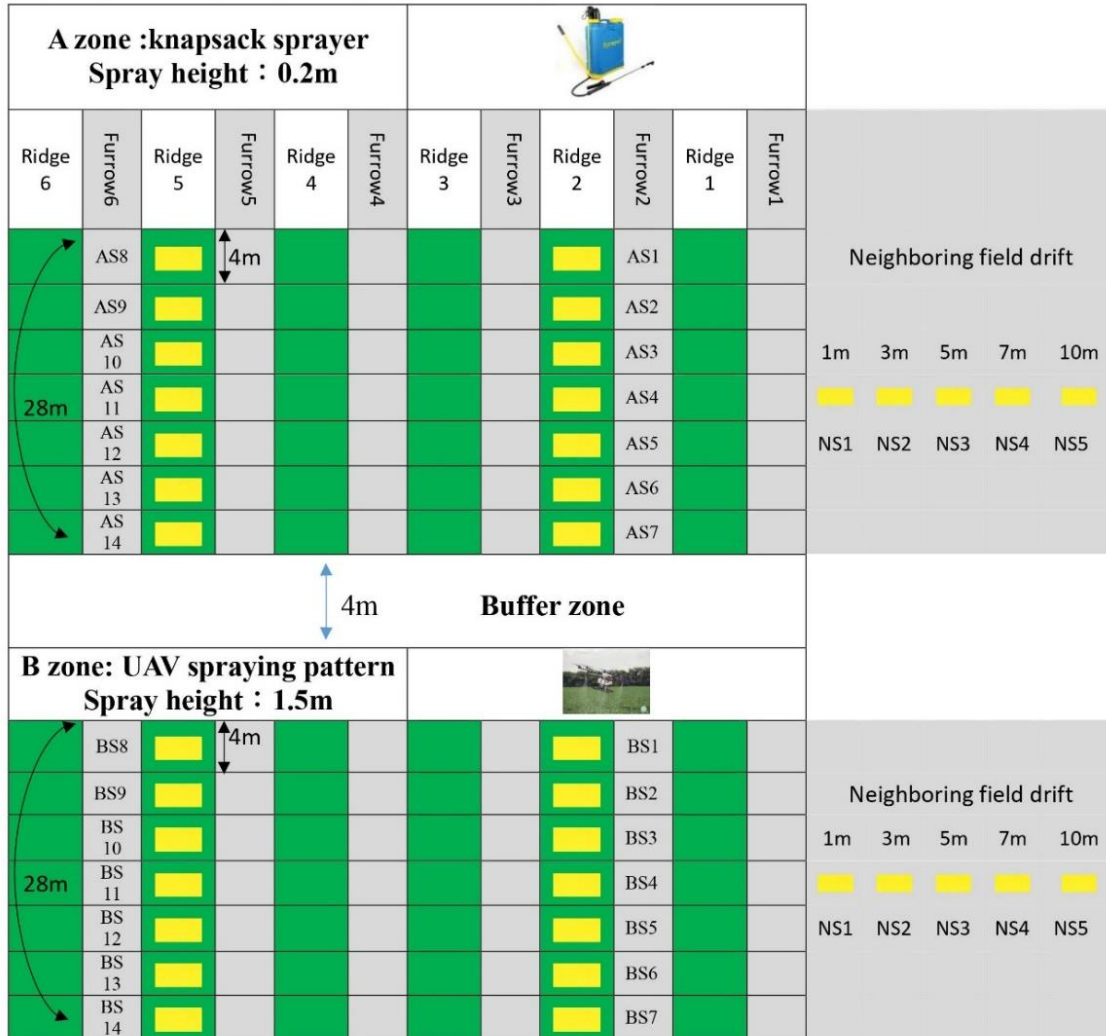 A zone :knapsack sprayer
Spray height：0.2m
Ridge
6
Furrow6
Ridge
5
Furrow5
Ridge
4
Furrow4
Ridge
3
Furrow3
Ridge
2
Furrow2
Ridge
1
Furrow1
AS8
4m
AS1
Neighboring field drift
AS9
AS2
AS
10
AS3
1m 3m 5m 7m 10m
28m
AS
11
AS4
AS
12
AS5
NS1 NS2 NS3 NS4 NS5
AS
13
AS6
AS
14
AS7
4m
Buffer zone
B zone: UAV spraying pattern
Spray height：1.5m
BS8
4m
BS1
BS9
BS2
Neighboring field drift
BS
10
BS3
1m 3m 5m 7m 10m
28m
BS
11
BS4
BS
12
BS5
NS1 NS2 NS3 NS4 NS5
BS
13
BS6
BS
14
BS7